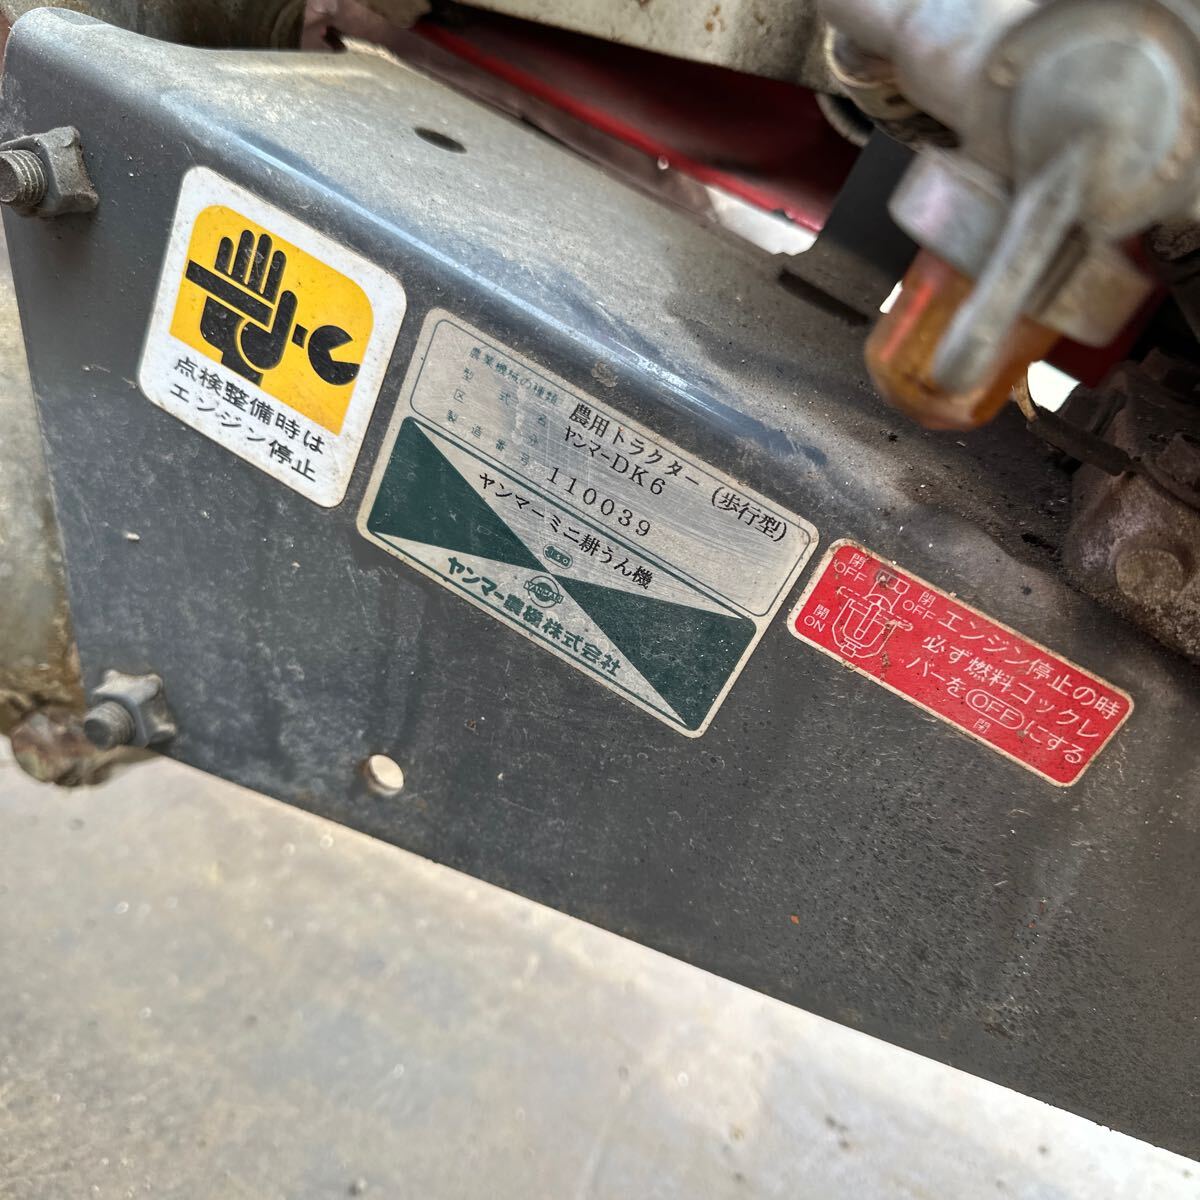 点検整備時は
エンジン停止
農業機械の種類 農用トラクター(歩行型)
型式名 ヤンマーDK6
区分
製造番号 110039
ヤンマーミニ耕うん機
YANMAR
ヤンマー農機株式会社
閉 OFF
閉 OFF
開 ON
エンジン停止の時
必ず燃料コックレ
バーをOFFにする
閉